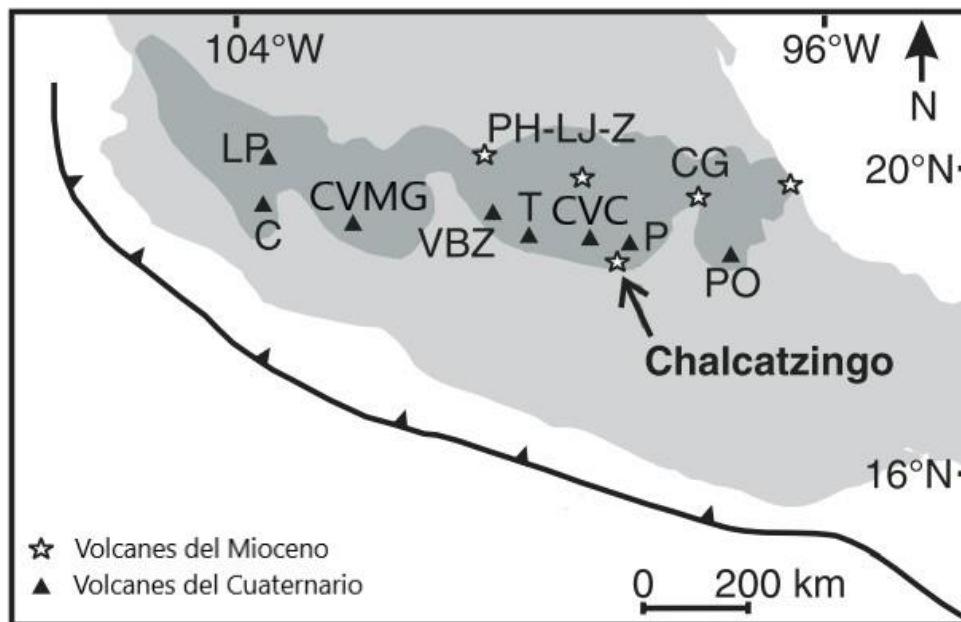 104°W
96°W
N
PH-LJ-Z
LP
CG
20°N
CVMG
T
CVC
C
VBZ
P
PO
Chalcatzingo
16°N
Volcanes del Mioceno
Volcanes del Cuaternario
0
200 km